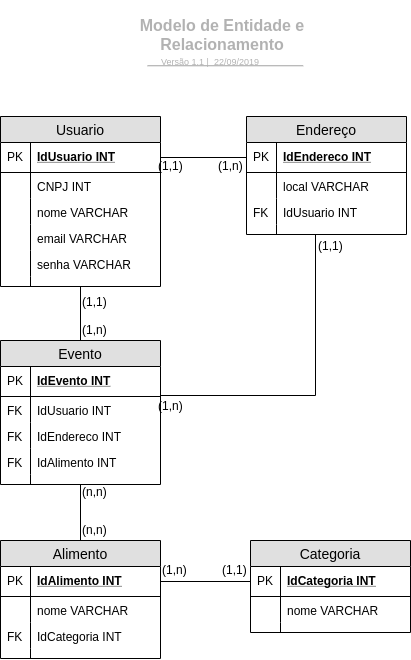 Modelo de Entidade e
Relacionamento
Versão 1.1 | 22/09/2019
Usuario
PK IdUsuario INT
CNPJ INT
nome VARCHAR
email VARCHAR
senha VARCHAR
(1,1)
(1,n)
Endereço
PK IdEndereco INT
local VARCHAR
FK IdUsuario INT
(1,1)
(1,1)
(1,n)
Evento
PK IdEvento INT
FK IdUsuario INT
FK IdEndereco INT
FK IdAlimento INT
(1,n)
(n,n)
(n,n)
Alimento
PK IdAlimento INT
nome VARCHAR
FK IdCategoria INT
(1,n)
(1,1)
Categoria
PK IdCategoria INT
nome VARCHAR